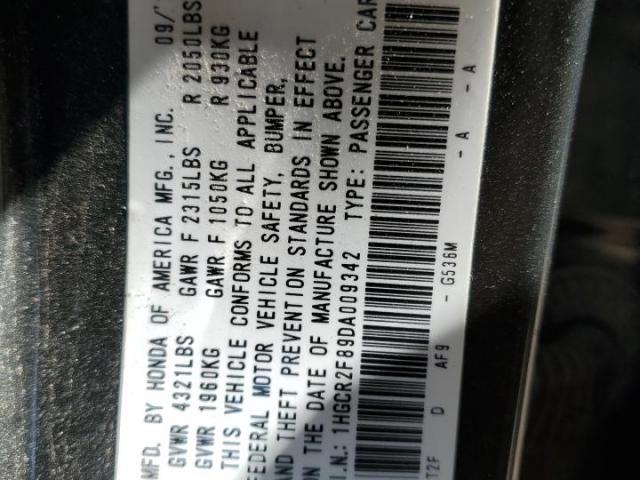 MFD. BY HONDA OF AMERICA MFG., INC. 09/
GVWR 4321LBS GAWR F 2315LBS R 2050LBS
GVWR 1960KG GAWR F 1050KG R 930KG
THIS VEHICLE CONFORMS TO ALL APPLICABLE
FEDERAL MOTOR VEHICLE SAFETY, BUMPER,
AND THEFT PREVENTION STANDARDS IN EFFECT
ON THE DATE OF MANUFACTURE SHOWN ABOVE.
V.I.N.: 1HGCR2F89DA009342 TYPE: PASSENGER CAR
T2F D AF9 - G536M - A - A